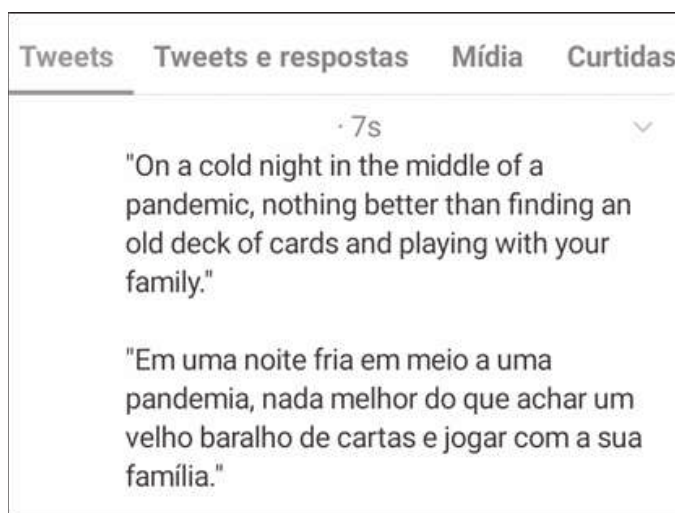 Tweets Tweets e respostas Mídia Curtidas
· 7s
"On a cold night in the middle of a
pandemic, nothing better than finding an
old deck of cards and playing with your
family."
"Em uma noite fria em meio a uma
pandemia, nada melhor do que achar um
velho baralho de cartas e jogar com a sua
família."